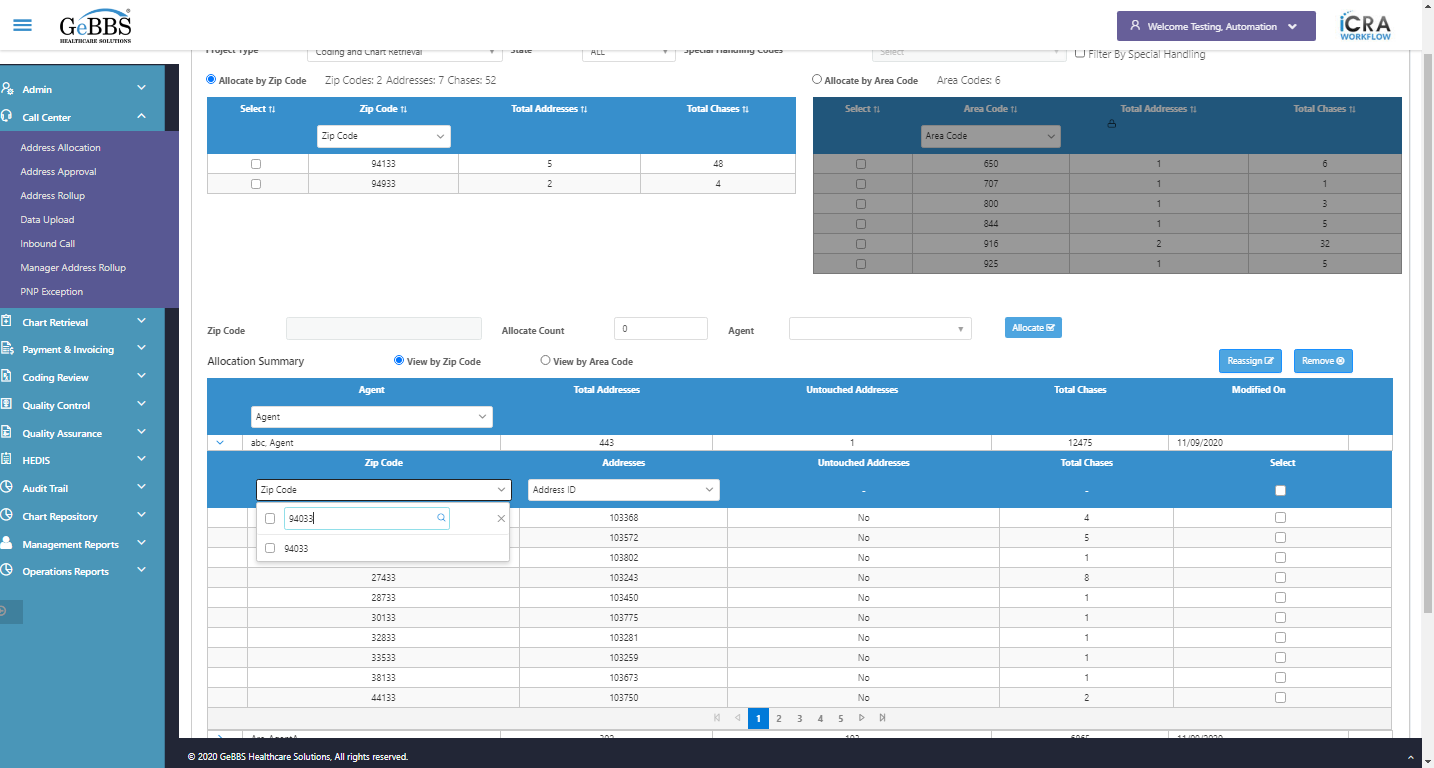 GeBBS
HEALTHCARE SOLUTIONS
Welcome Testing, Automation
iCRA
WORKFLOW
Project Type Coding and Chart Retrieval State ALL Special Handling Codes Select Filter By Special Handling
Allocate by Zip Code Zip Codes: 2 Addresses: 7 Chases: 52 Allocate by Area Code Area Codes: 6
Admin
Call Center
Address Allocation
Address Approval
Address Rollup
Data Upload
Inbound Call
Manager Address Rollup
PNP Exception
Chart Retrieval
Payment & Invoicing
Coding Review
Quality Control
Quality Assurance
HEDIS
Audit Trail
Chart Repository
Management Reports
Operations Reports
Select Zip Code Total Addresses Total Chases
Zip Code
94133 5 48
94933 2 4
Select Area Code Total Addresses Total Chases
Area Code
650 1 6
707 1 1
800 1 3
844 1 5
916 2 32
925 1 5
Zip Code Allocate Count 0 Agent Allocate
Allocation Summary View by Zip Code View by Area Code Reassign Remove
Agent Total Addresses Untouched Addresses Total Chases Modified On
Agent
abc, Agent 443 1 12475 11/09/2020
Zip Code Addresses Untouched Addresses Total Chases Select
Zip Code Address ID - -
94033
94033
103368 No 4
103572 No 5
103802 No 1
27433 103243 No 8
28733 103450 No 1
30133 103775 No 1
32833 103281 No 1
33533 103259 No 1
38133 103673 No 1
44133 103750 No 2
1 2 3 4 5
© 2020 GeBBS Healthcare Solutions, All rights reserved.